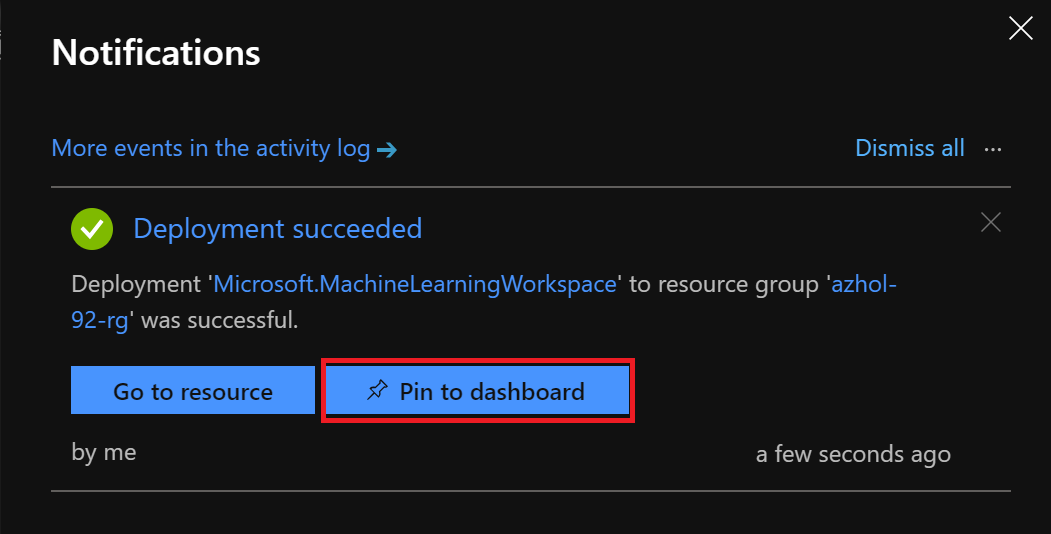 Notifications
More events in the activity log →
Dismiss all ...
Deployment succeeded
Deployment 'Microsoft.MachineLearningWorkspace' to resource group 'azhol-
92-rg' was successful.
Go to resource
Pin to dashboard
by me
a few seconds ago